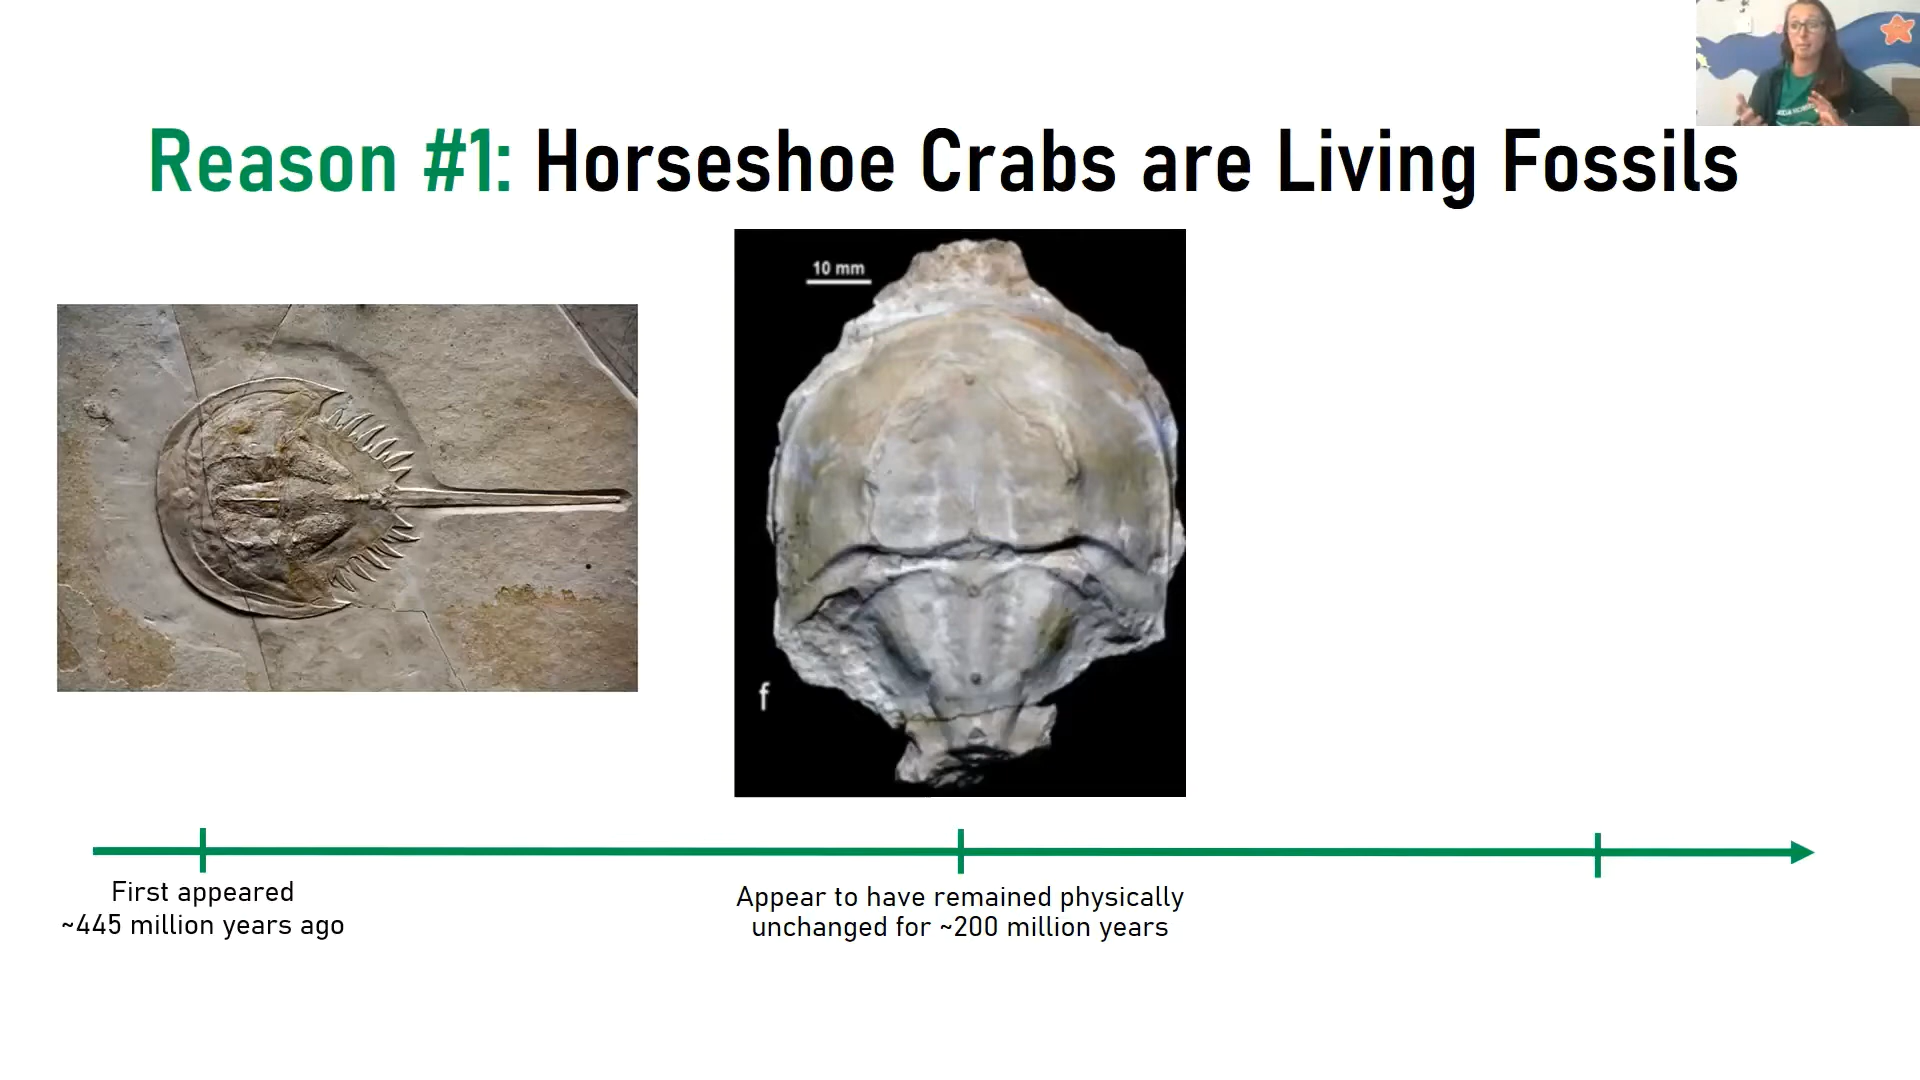 Reason #1: Horseshoe Crabs are Living Fossils
10 mm
f
First appeared
~445 million years ago
Appear to have remained physically
unchanged for ~200 million years